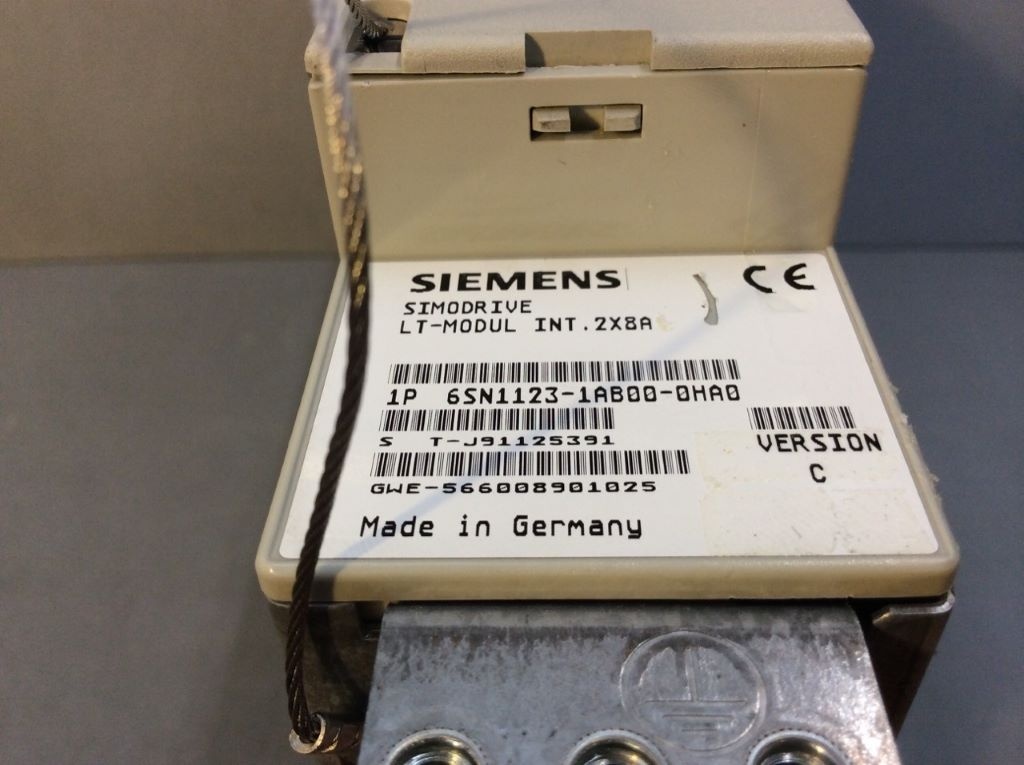 SIEMENS
CE
SIMODRIVE
LT-MODUL INT.2X8A
1P 6SN1123-1AB00-0HA0
S T-J91125391
VERSION
C
GWE-566008901025
Made in Germany